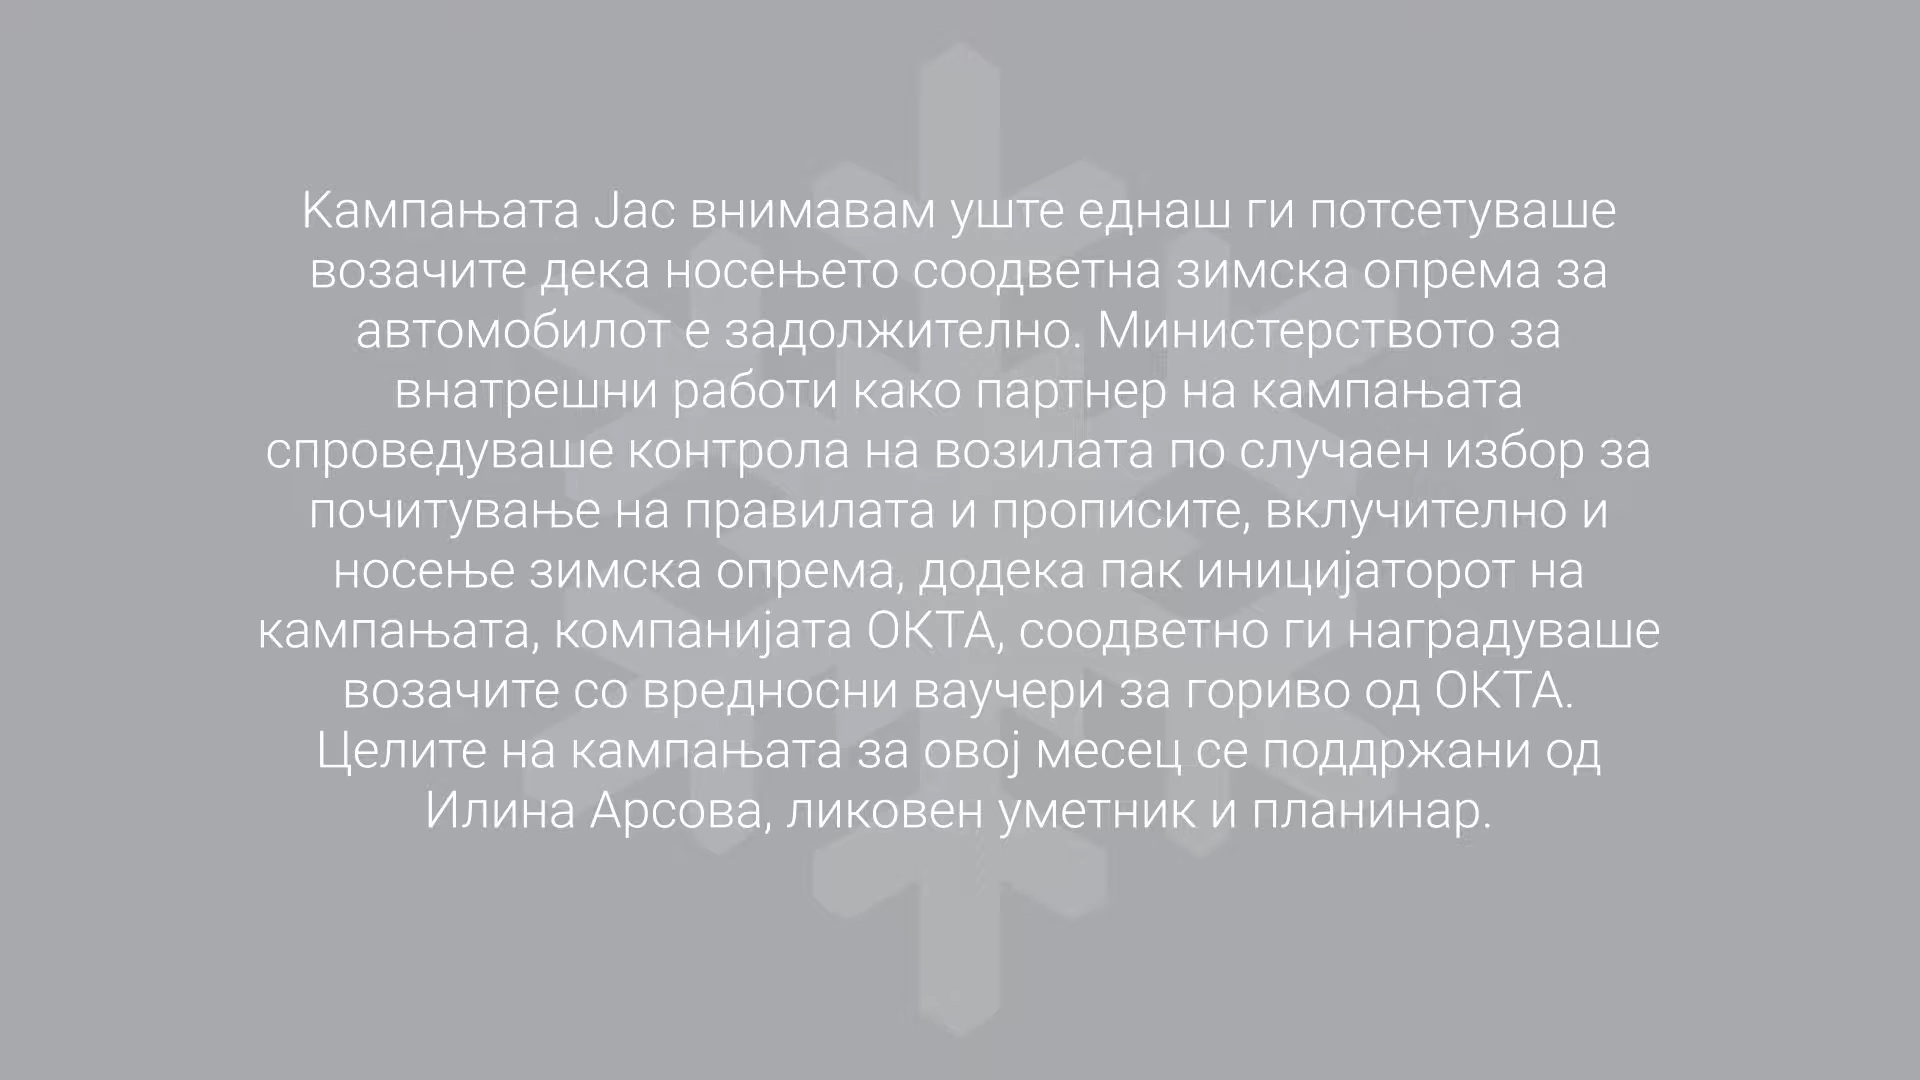 Кампањата Јас внимавам уште еднаш ги потсетуваше
возачите дека носењето соодветна зимска опрема за
автомобилот е задолжително. Министерството за
внатрешни работи како партнер на кампањата
спроведуваше контрола на возилата по случаен избор за
почитување на правилата и прописите, вклучително и
носење зимска опрема, додека пак иницијаторот на
кампањата, компанијата ОКТА, соодветно ги наградуваше
возачите со вредносни ваучери за гориво од ОКТА.
Целите на кампањата за овој месец се поддржани од
Илина Арсова, ликовен уметник и планинар.